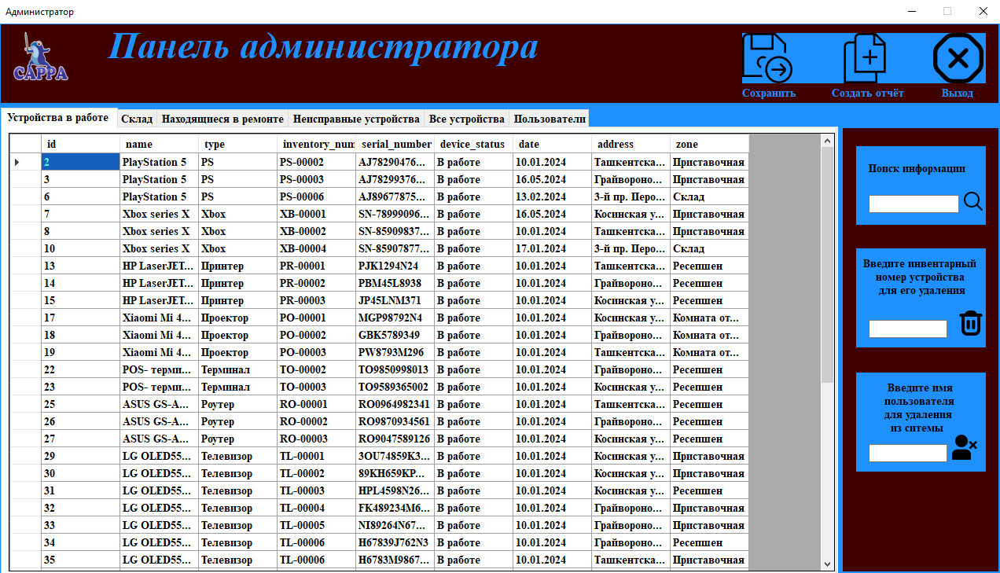 Администратор
Панель администратора
CAPPA
Сохранить Создать отчёт Выход
Устройства в работе Склад Находящиеся в ремонте Неисправные устройства Все устройства Пользователи
id name type inventory_num serial_number device_status date address zone
2 PlayStation 5 PS PS-00002 AJ78290476... В работе 10.01.2024 Ташкентска... Приставочная
3 PlayStation 5 PS PS-00003 AJ78299376... В работе 16.05.2024 Грайвороно... Приставочная
6 PlayStation 5 PS PS-00006 AJ89677875... В работе 13.02.2024 3-й пр. Перо... Склад
7 Xbox series X Xbox XB-00001 SN-78999096... В работе 16.05.2024 Косинская у... Приставочная
8 Xbox series X Xbox XB-00002 SN-85909837... В работе 10.01.2024 Ташкентска... Приставочная
10 Xbox series X Xbox XB-00004 SN-85907877... В работе 17.01.2024 3-й пр. Перо... Склад
13 HP LaserJET... Принтер PR-00001 PJK1294N24 В работе 10.01.2024 Ташкентска... Ресепшен
14 HP LaserJET... Принтер PR-00002 PBM45L8938 В работе 10.01.2024 Грайвороно... Ресепшен
15 HP LaserJET... Принтер PR-00003 JP45LNM371 В работе 10.01.2024 Косинская у... Ресепшен
17 Xiaomi Mi 4... Проектор PO-00001 MGP98792N4 В работе 10.01.2024 Косинская у... Комната от...
18 Xiaomi Mi 4... Проектор PO-00002 GBK5789349 В работе 10.01.2024 Грайвороно... Комната от...
19 Xiaomi Mi 4... Проектор PO-00003 PW8793M296 В работе 10.01.2024 Ташкентска... Комната от...
22 POS- терми... Терминал TO-00002 TO9850998013 В работе 10.01.2024 Грайвороно... Ресепшен
23 POS- терми... Терминал TO-00003 TO9589365002 В работе 10.01.2024 Косинская у... Ресепшен
25 ASUS GS-A... Роутер RO-00001 RO0964982341 В работе 10.01.2024 Ташкентска... Ресепшен
26 ASUS GS-A... Роутер RO-00002 RO9870934561 В работе 10.01.2024 Грайвороно... Ресепшен
27 ASUS GS-A... Роутер RO-00003 RO9047589126 В работе 10.01.2024 Косинская у... Ресепшен
29 LG OLED55... Телевизор TL-00001 3OU74859K3... В работе 10.01.2024 Косинская у... Приставочная
30 LG OLED55... Телевизор TL-00002 89KH659KP... В работе 10.01.2024 Косинская у... Приставочная
31 LG OLED55... Телевизор TL-00003 HPL4598N26... В работе 10.01.2024 Косинская у... Ресепшен
32 LG OLED55... Телевизор TL-00004 FK489234M6... В работе 10.01.2024 Грайвороно... Приставочная
33 LG OLED55... Телевизор TL-00005 NI89264N67... В работе 10.01.2024 Грайвороно... Приставочная
34 LG OLED55... Телевизор TL-00006 H67839J762N3 В работе 10.01.2024 Грайвороно... Ресепшен
35 LG OLED55... Телевизор TL-00006 H6783M9867... В работе 10.01.2024 Ташкентска... Приставочная
Поиск информации
Введите инвентарный
номер устройства
для его удаления
Введите имя
пользователя
для удаления
из ситемы